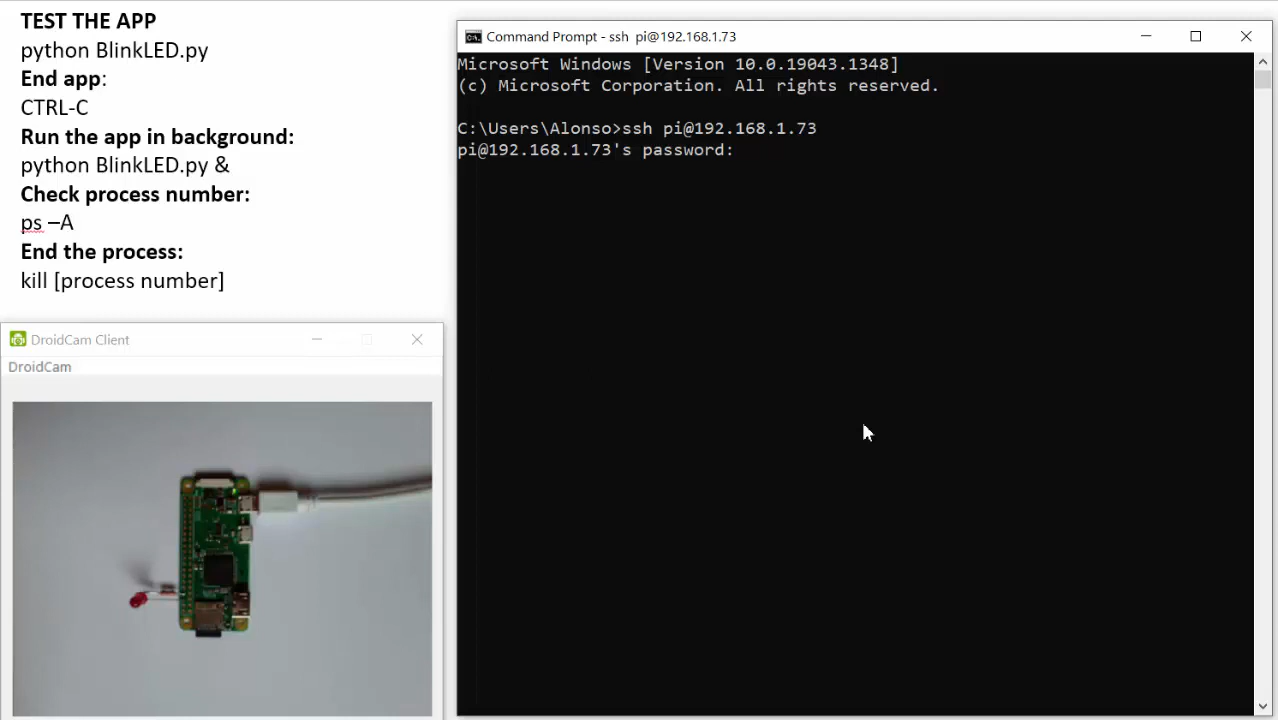 TEST THE APP
python BlinkLED.py
End app:
CTRL-C
Run the app in background:
python BlinkLED.py &
Check process number:
ps –A
End the process:
kill [process number]
Command Prompt - ssh  pi@192.168.1.73
Microsoft Windows [Version 10.0.19043.1348]
(c) Microsoft Corporation. All rights reserved.
C:\Users\Alonso>ssh pi@192.168.1.73
pi@192.168.1.73's password:
DroidCam Client
DroidCam